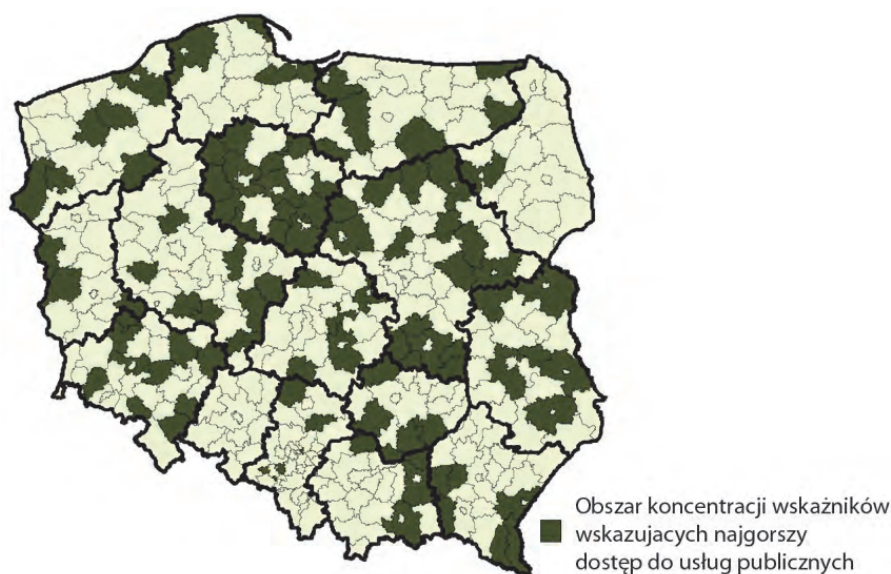 Obszar koncentracji wskaźników
wskazujacych najgorszy
dostęp do usług publicznych